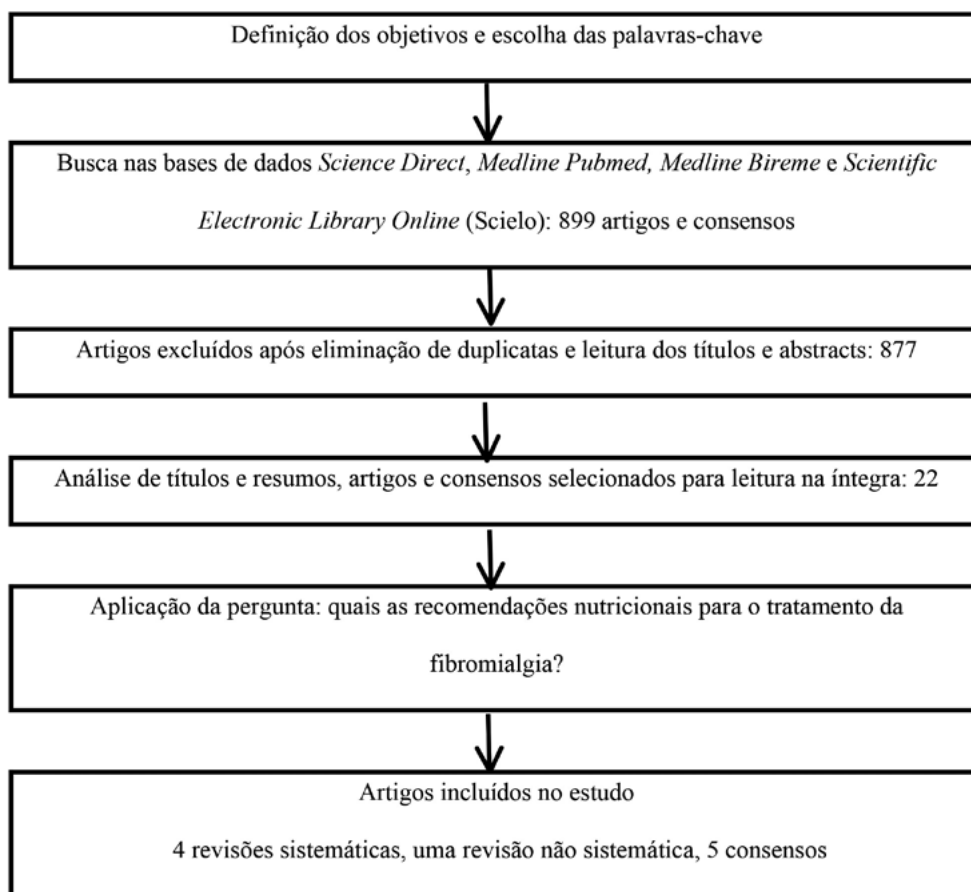 Definição dos objetivos e escolha das palavras-chave
Busca nas bases de dados Science Direct, Medline Pubmed, Medline Bireme e Scientific
Electronic Library Online (Scielo): 899 artigos e consensos
Artigos excluídos após eliminação de duplicatas e leitura dos títulos e abstracts: 877
Análise de títulos e resumos, artigos e consensos selecionados para leitura na íntegra: 22
Aplicação da pergunta: quais as recomendações nutricionais para o tratamento da
fibromialgia?
Artigos incluídos no estudo
4 revisões sistemáticas, uma revisão não sistemática, 5 consensos